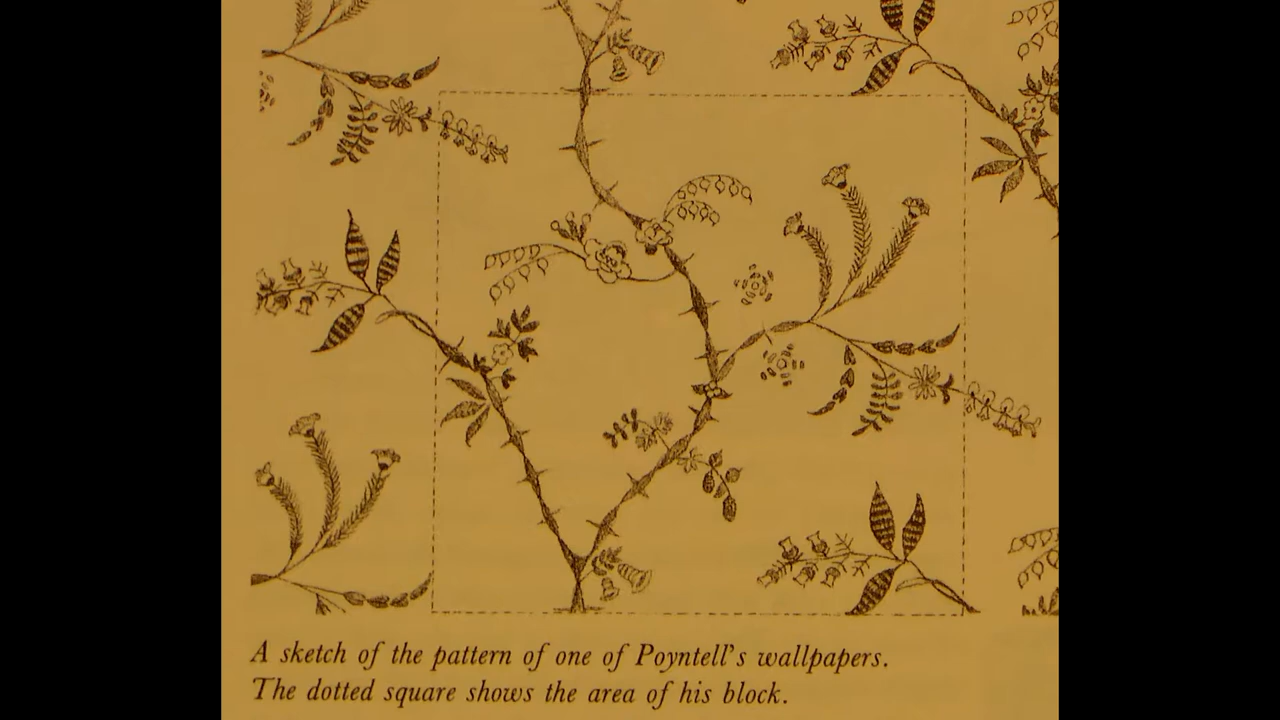 A sketch of the pattern of one of Poyntell's wallpapers.
The dotted square shows the area of his block.